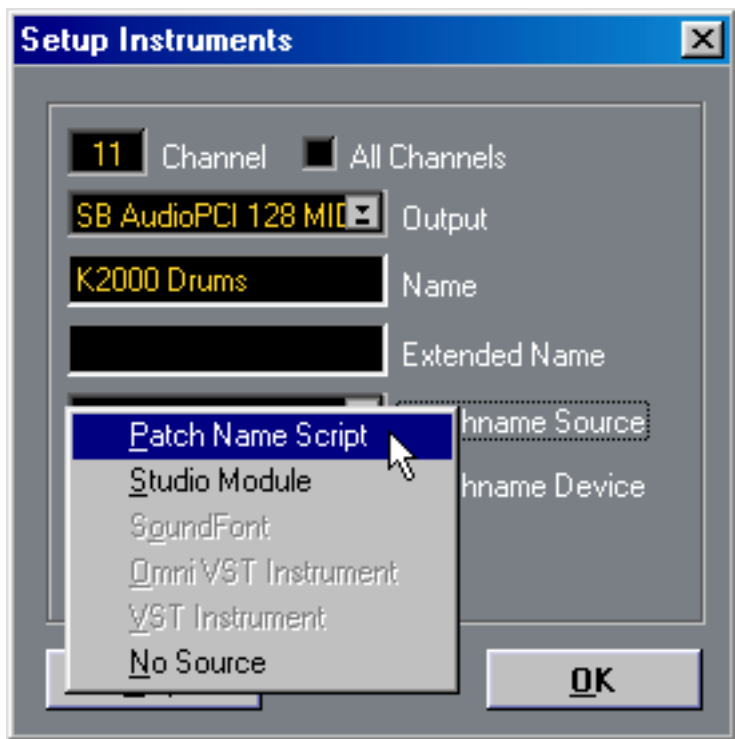 Setup Instruments
11 Channel All Channels
SB AudioPCI 128 MID Output
K2000 Drums Name
Extended Name
hname Source
Patch Name Script
Studio Module
hname Device
SoundFont
Omni VST Instrument
VST Instrument
No Source
OK